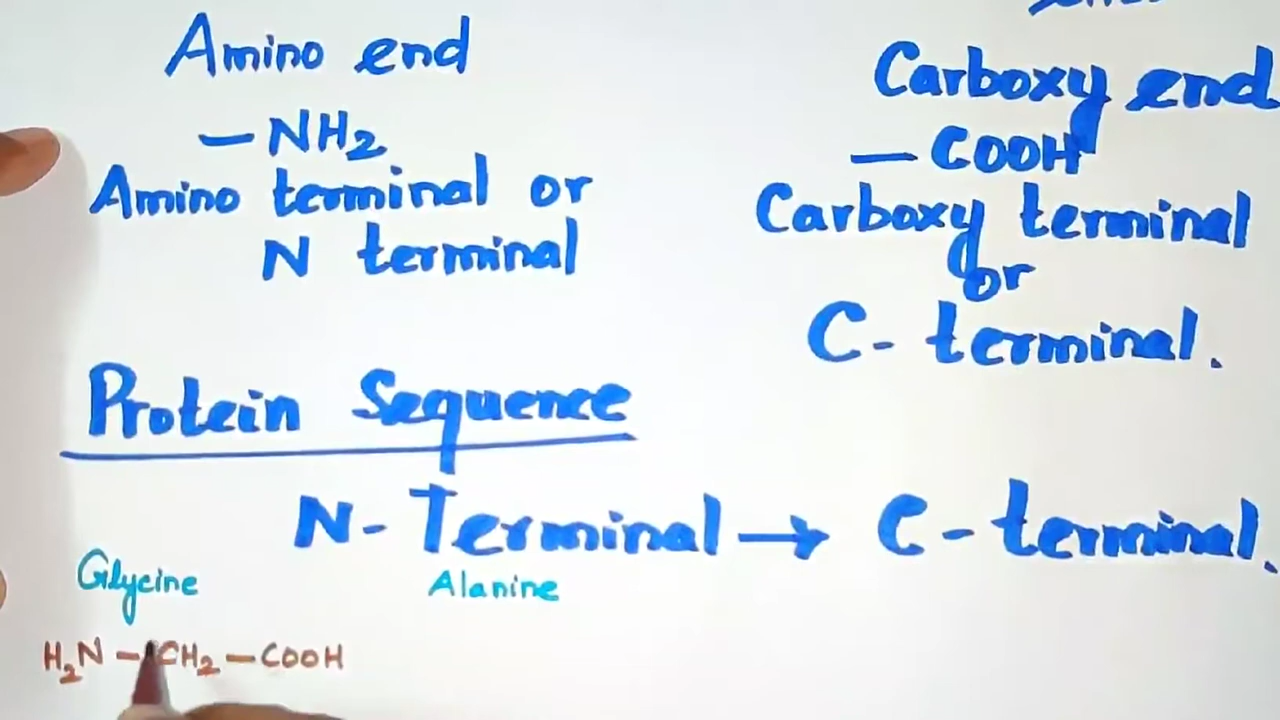 Amino end
– NH2
Amino terminal or
N terminal
Carboxy end
– COOH
Carboxy terminal
or
C- terminal.
Protein Sequence
N- Terminal → C- terminal.
Glycine
Alanine
H2N – CH2 – COOH